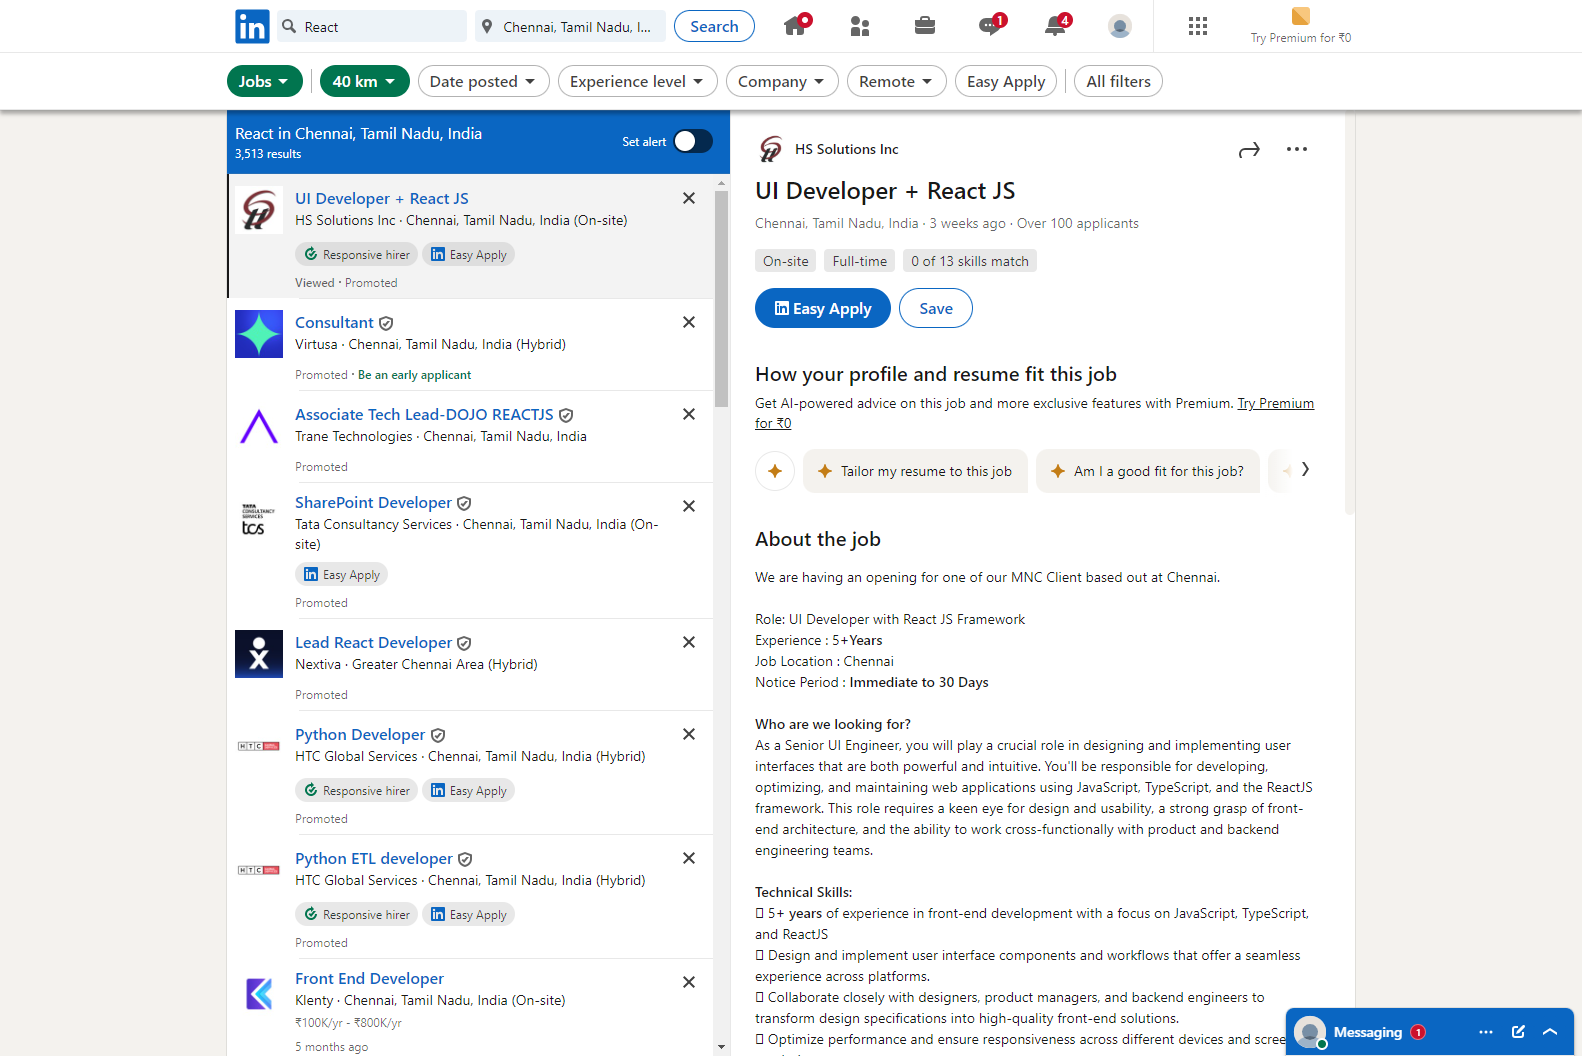 in
React
Chennai, Tamil Nadu, I...
Search
1
4
Try Premium for ₹0
Jobs
40 km
Date posted
Experience level
Company
Remote
Easy Apply
All filters
React in Chennai, Tamil Nadu, India
3,513 results
Set alert
UI Developer + React JS
HS Solutions Inc · Chennai, Tamil Nadu, India (On-site)
Responsive hirer
in Easy Apply
Viewed · Promoted
Consultant
Virtusa · Chennai, Tamil Nadu, India (Hybrid)
Promoted · Be an early applicant
Associate Tech Lead-DOJO REACTJS
Trane Technologies · Chennai, Tamil Nadu, India
Promoted
TATA
CONSULTANCY
SERVICES
tcs
SharePoint Developer
Tata Consultancy Services · Chennai, Tamil Nadu, India (On-
site)
in Easy Apply
Promoted
Lead React Developer
Nextiva · Greater Chennai Area (Hybrid)
Promoted
HTC
Python Developer
HTC Global Services · Chennai, Tamil Nadu, India (Hybrid)
Responsive hirer
in Easy Apply
Promoted
HTC
Python ETL developer
HTC Global Services · Chennai, Tamil Nadu, India (Hybrid)
Responsive hirer
in Easy Apply
Promoted
Front End Developer
Klenty · Chennai, Tamil Nadu, India (On-site)
₹100K/yr - ₹800K/yr
5 months ago
HS Solutions Inc
UI Developer + React JS
Chennai, Tamil Nadu, India · 3 weeks ago · Over 100 applicants
On-site
Full-time
0 of 13 skills match
in Easy Apply
Save
How your profile and resume fit this job
Get AI-powered advice on this job and more exclusive features with Premium. Try Premium
for ₹0
Tailor my resume to this job
Am I a good fit for this job?
About the job
We are having an opening for one of our MNC Client based out at Chennai.
Role: UI Developer with React JS Framework
Experience : 5+Years
Job Location : Chennai
Notice Period : Immediate to 30 Days
Who are we looking for?
As a Senior UI Engineer, you will play a crucial role in designing and implementing user
interfaces that are both powerful and intuitive. You'll be responsible for developing,
optimizing, and maintaining web applications using JavaScript, TypeScript, and the ReactJS
framework. This role requires a keen eye for design and usability, a strong grasp of front-
end architecture, and the ability to work cross-functionally with product and backend
engineering teams.
Technical Skills:
5+ years of experience in front-end development with a focus on JavaScript, TypeScript,
and ReactJS
Design and implement user interface components and workflows that offer a seamless
experience across platforms.
Collaborate closely with designers, product managers, and backend engineers to
transform design specifications into high-quality front-end solutions.
Optimize performance and ensure responsiveness across different devices and
Messaging 1